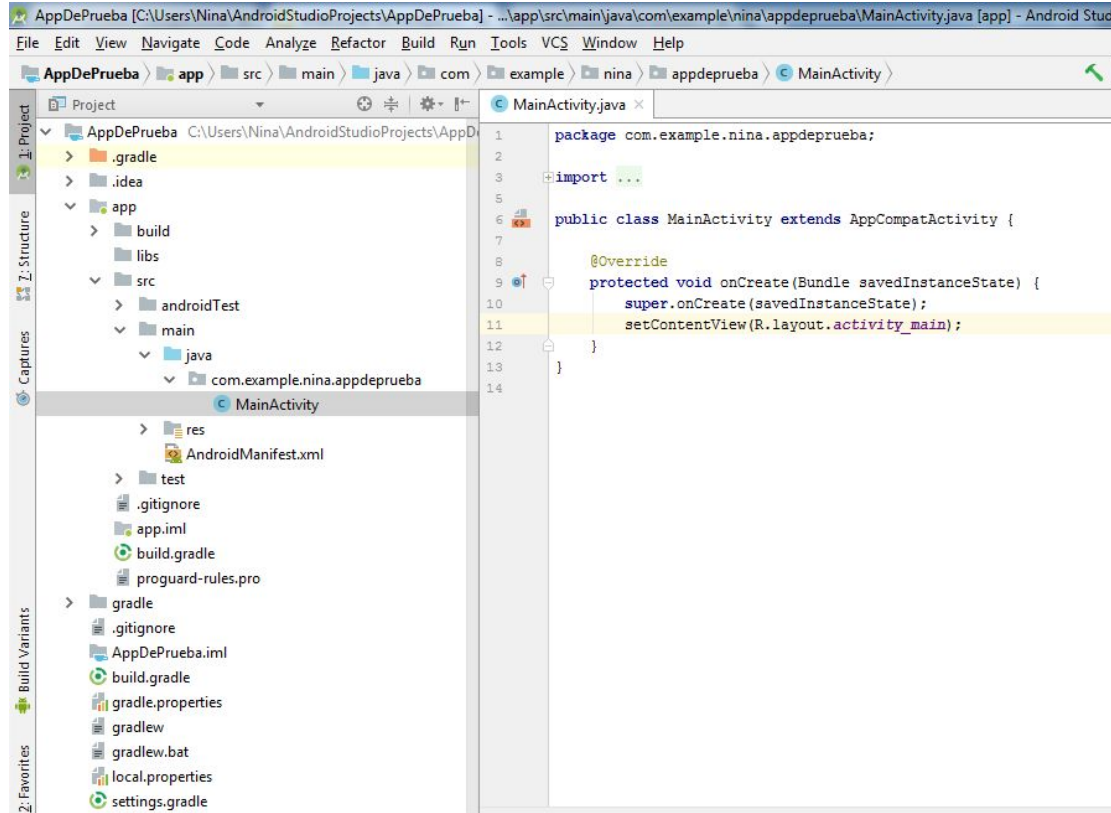 AppDePrueba [C:\Users\Nina\AndroidStudioProjects\AppDePrueba] - ...\app\src\main\java\com\example\nina\appdeprueba\MainActivity.java [app] - Android Stud
File Edit View Navigate Code Analyze Refactor Build Run Tools VCS Window Help
AppDePrueba app src main java com example nina appdeprueba MainActivity
1: Project
Z: Structure
Captures
Build Variants
2: Favorites
Project
AppDePrueba C:\Users\Nina\AndroidStudioProjects\AppD
.gradle
.idea
app
build
libs
src
androidTest
main
java
com.example.nina.appdeprueba
MainActivity
res
AndroidManifest.xml
test
.gitignore
app.iml
build.gradle
proguard-rules.pro
gradle
.gitignore
AppDePrueba.iml
build.gradle
gradle.properties
gradlew
gradlew.bat
local.properties
settings.gradle
MainActivity.java
1 package com.example.nina.appdeprueba;
2
3 import ...
5
6 public class MainActivity extends AppCompatActivity {
7
8 @Override
9 protected void onCreate(Bundle savedInstanceState) {
10 super.onCreate(savedInstanceState);
11 setContentView(R.layout.activity_main);
12 }
13 }
14